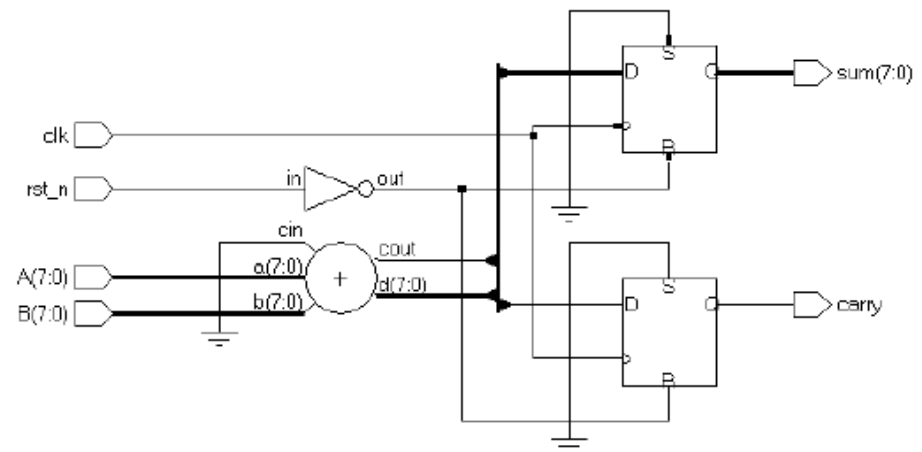 S
D
Q
sum(7:0)
clk
R
rst_n
in
out
cin
cout
A(7:0)
a(7:0)
+
d(7:0)
B(7:0)
b(7:0)
S
D
Q
carry
R